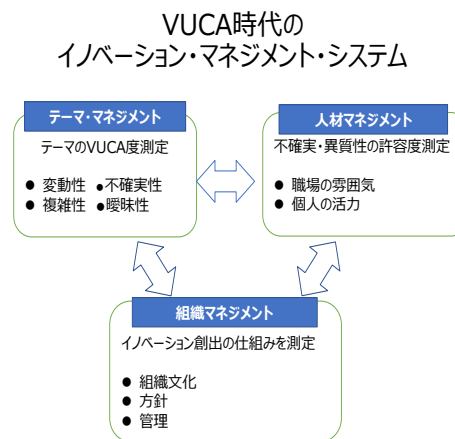 VUCA時代の
イノベーション・マネジメント・システム
テーマ・マネジメント
テーマのVUCA度測定
● 変動性 ●不確実性
● 複雑性 ●曖昧性
人材マネジメント
不確実・異質性の許容度測定
● 職場の雰囲気
● 個人の活力
組織マネジメント
イノベーション創出の仕組みを測定
● 組織文化
● 方針
● 管理